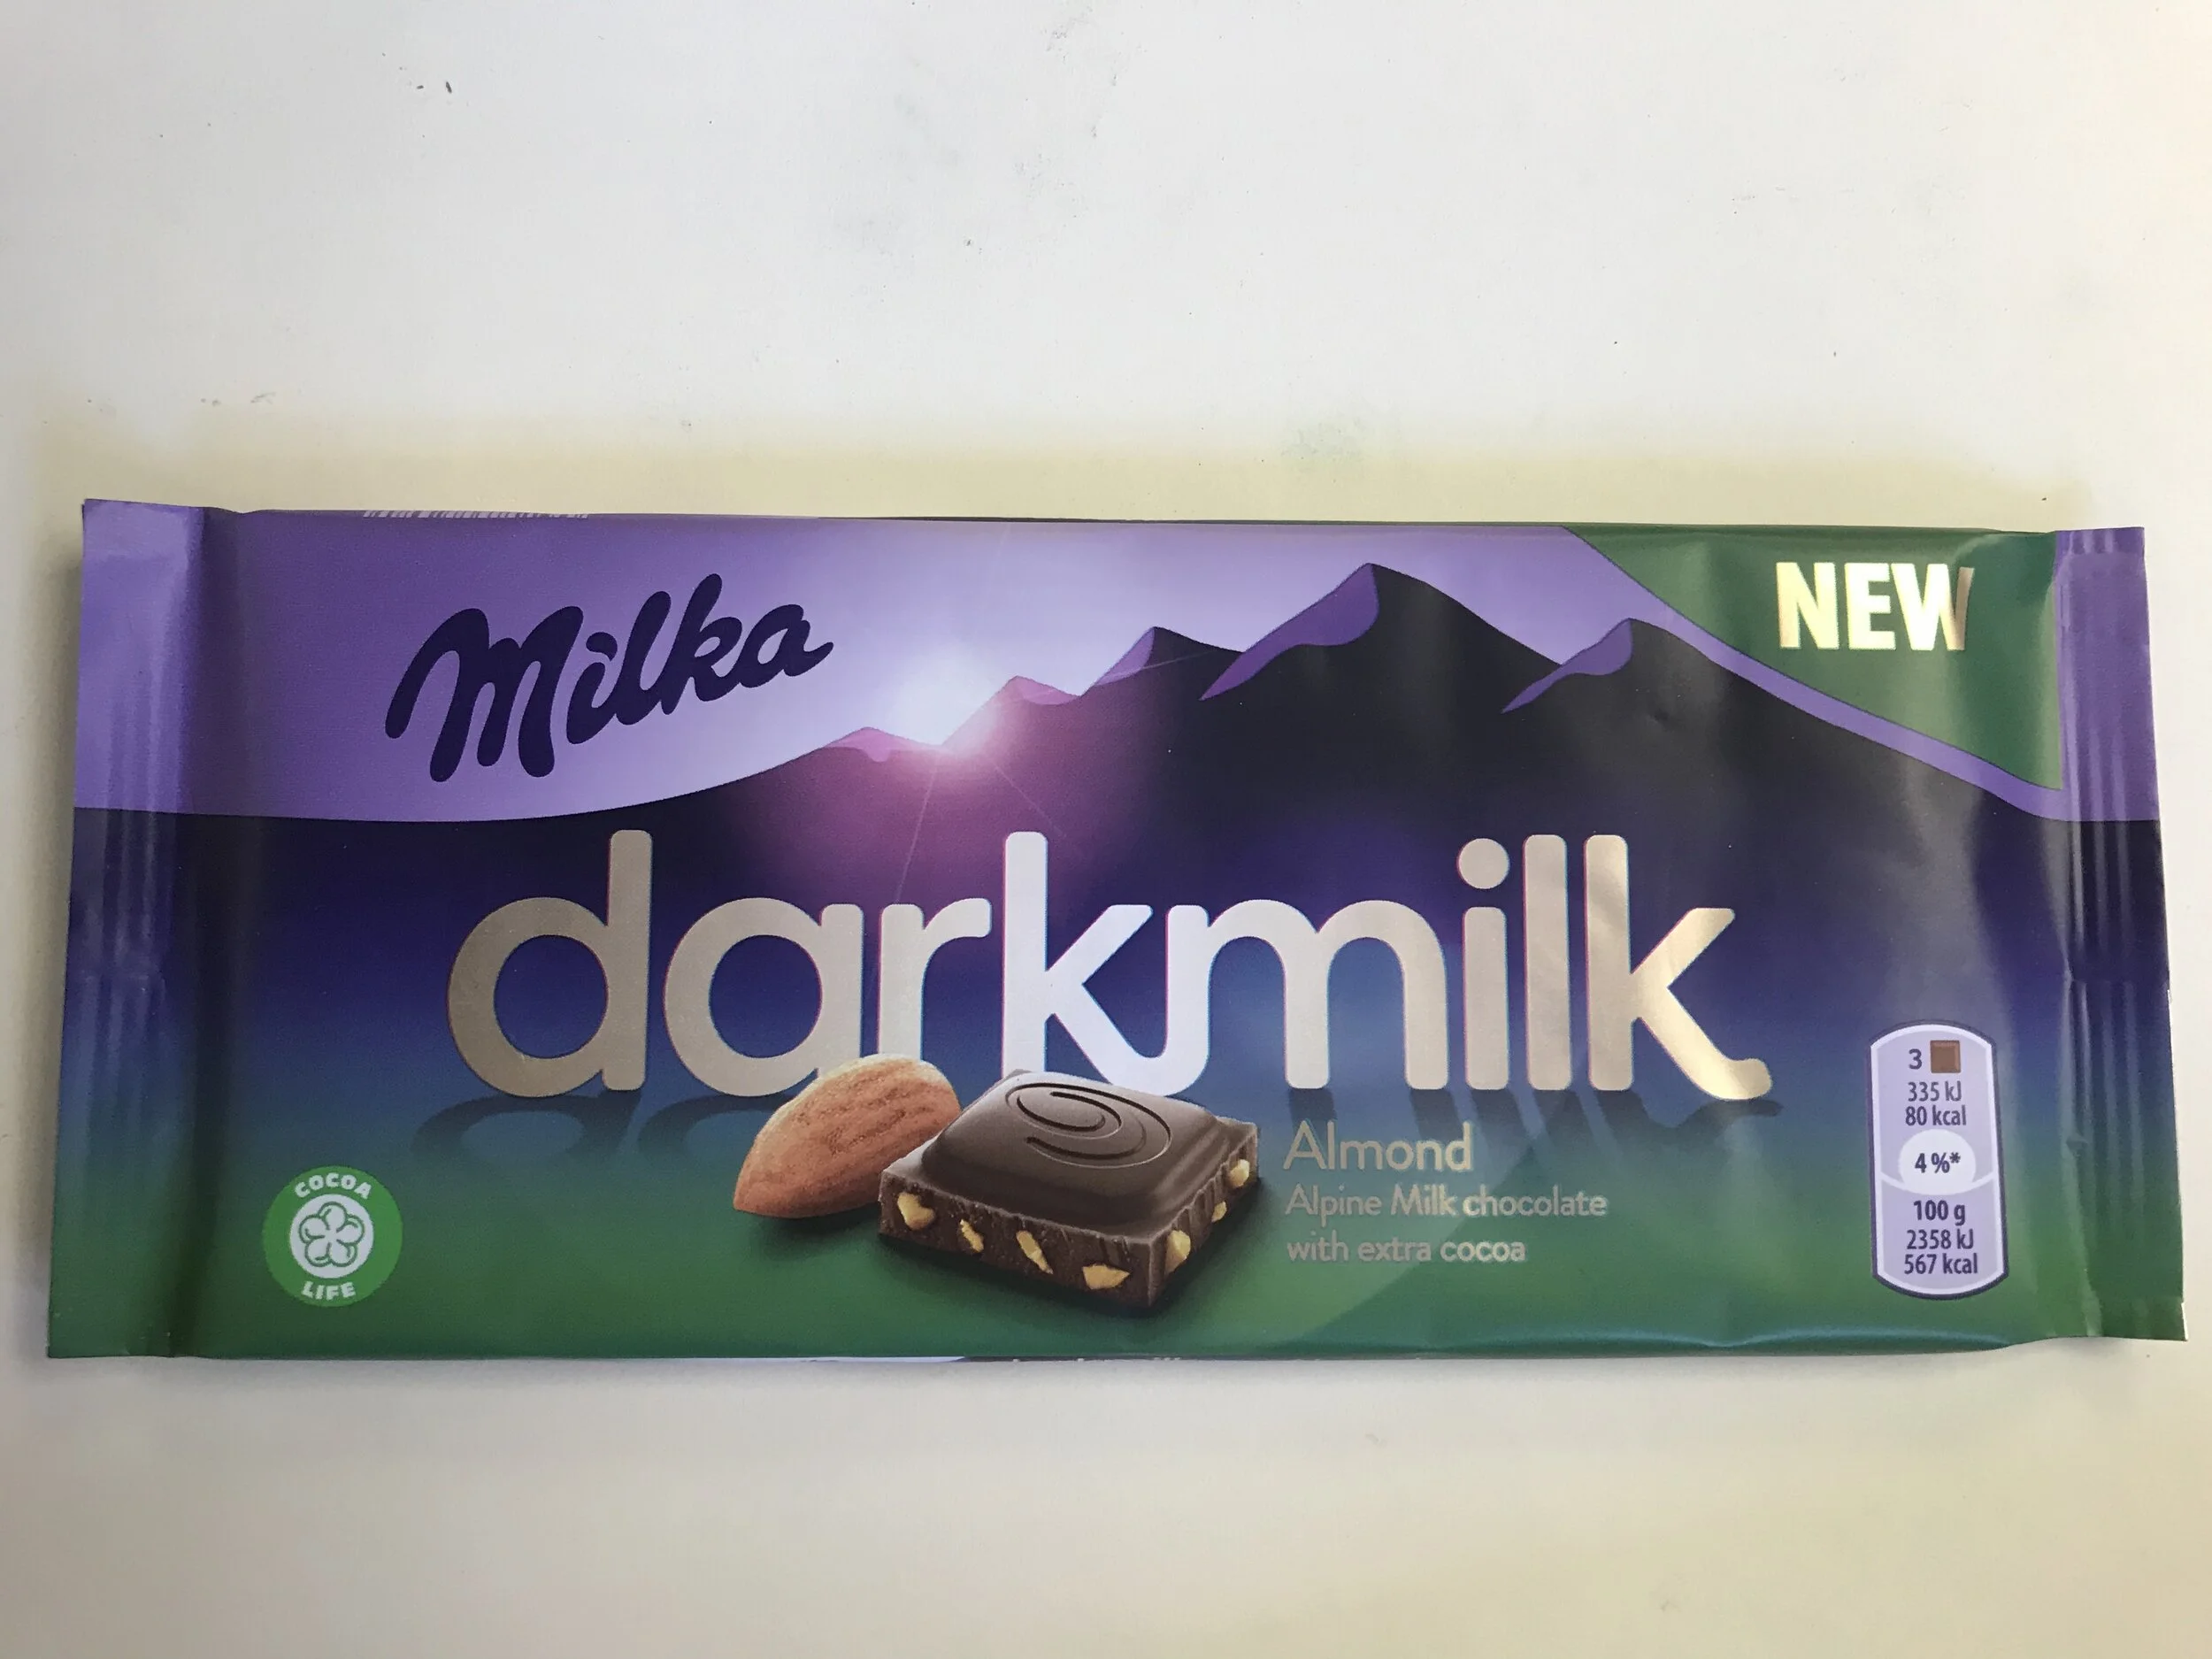 Milka
NEW
darkmilk
Almond
Alpine Milk chocolate
with extra cocoa
COCOA
LIFE
3
335 kJ
80 kcal
4 %*
100 g
2358 kJ
567 kcal